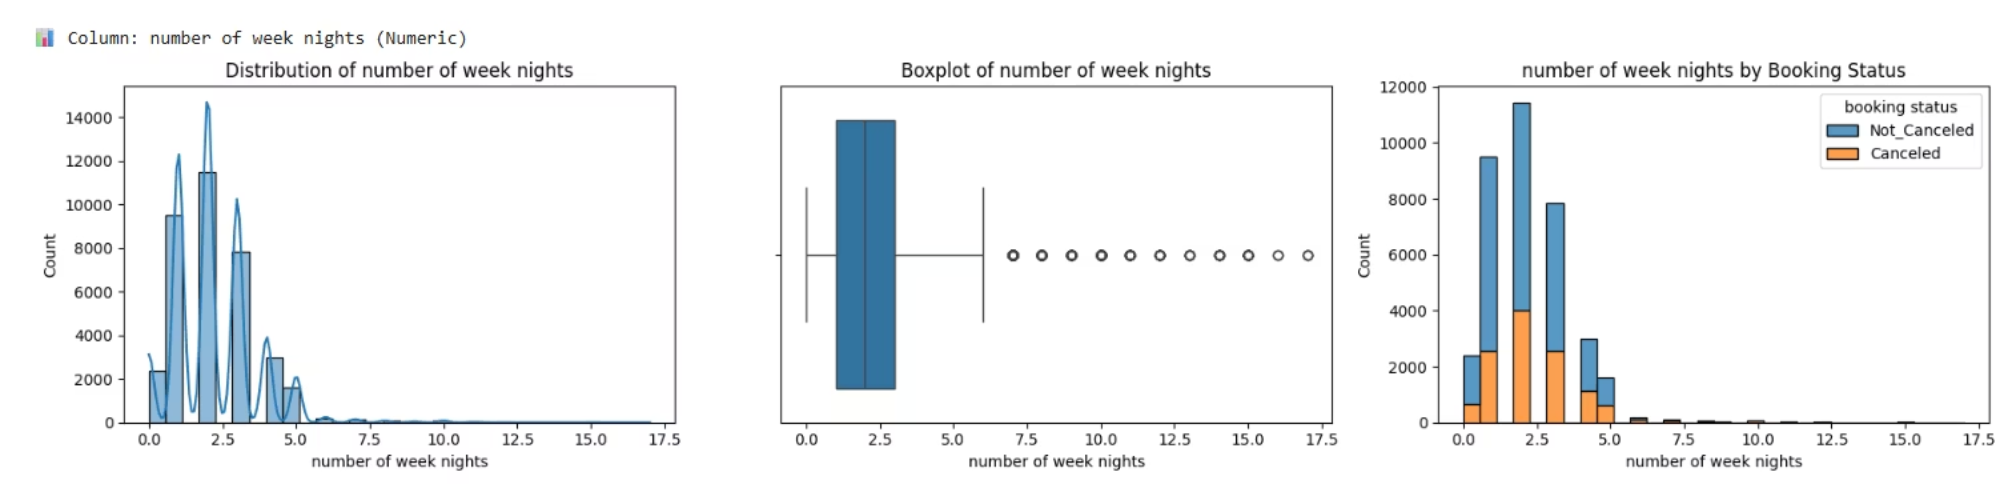 📊 Column: number of week nights (Numeric)
Distribution of number of week nights
14000
12000
10000
8000
6000
4000
2000
0
Count
0.0 2.5 5.0 7.5 10.0 12.5 15.0 17.5
number of week nights
Boxplot of number of week nights
0.0 2.5 5.0 7.5 10.0 12.5 15.0 17.5
number of week nights
number of week nights by Booking Status
12000
10000
8000
6000
4000
2000
0
Count
booking status
Not_Canceled
Canceled
0.0 2.5 5.0 7.5 10.0 12.5 15.0 17.5
number of week nights